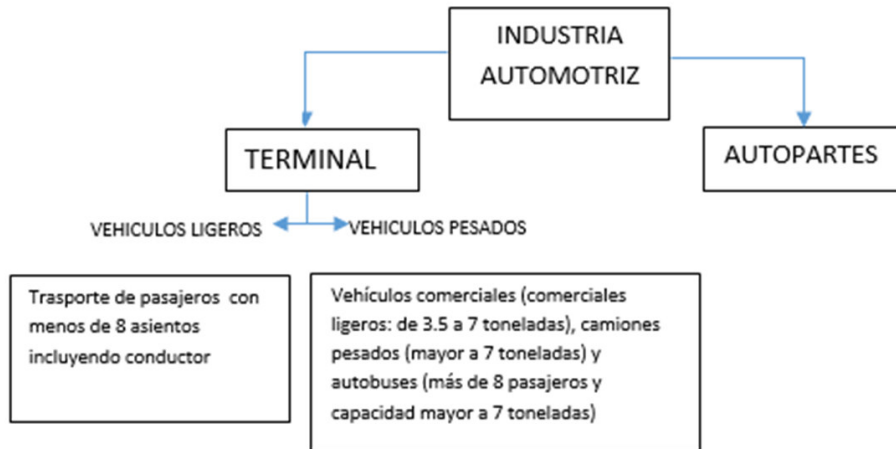 INDUSTRIA
AUTOMOTRIZ
TERMINAL
AUTOPARTES
VEHICULOS LIGEROS
VEHICULOS PESADOS
Trasporte de pasajeros con
menos de 8 asientos
incluyendo conductor
Vehículos comerciales (comerciales
ligeros: de 3.5 a 7 toneladas), camiones
pesados (mayor a 7 toneladas) y
autobuses (más de 8 pasajeros y
capacidad mayor a 7 toneladas)